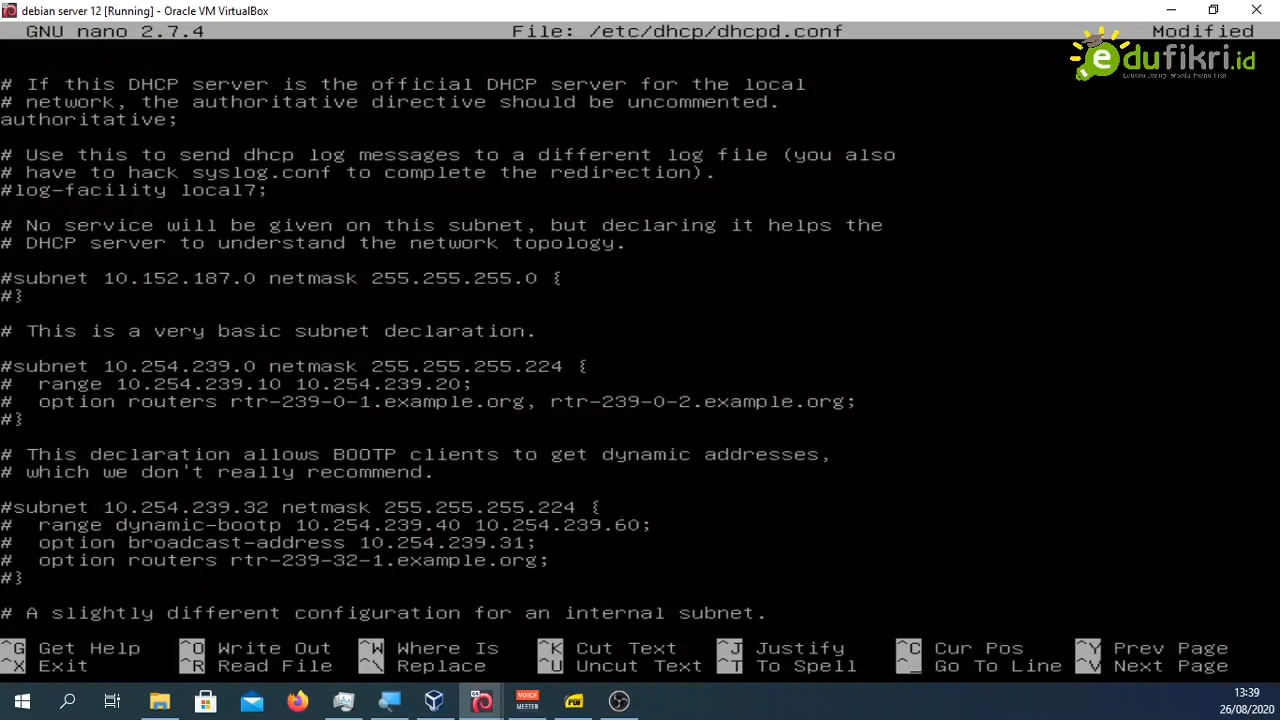 debian server 12 [Running] - Oracle VM VirtualBox
GNU nano 2.7.4 File: /etc/dhcp/dhcpd.conf Modified
edufikri.id
# If this DHCP server is the official DHCP server for the local
# network, the authoritative directive should be uncommented.
authoritative;
# Use this to send dhcp log messages to a different log file (you also
# have to hack syslog.conf to complete the redirection).
#log-facility local7;
# No service will be given on this subnet, but declaring it helps the
# DHCP server to understand the network topology.
#subnet 10.152.187.0 netmask 255.255.255.0 {
#}
# This is a very basic subnet declaration.
#subnet 10.254.239.0 netmask 255.255.255.224 {
#  range 10.254.239.10 10.254.239.20;
#  option routers rtr-239-0-1.example.org, rtr-239-0-2.example.org;
#}
# This declaration allows BOOTP clients to get dynamic addresses,
# which we don't really recommend.
#subnet 10.254.239.32 netmask 255.255.255.224 {
#  range dynamic-bootp 10.254.239.40 10.254.239.60;
#  option broadcast-address 10.254.239.31;
#  option routers rtr-239-32-1.example.org;
#}
# A slightly different configuration for an internal subnet.
^G Get Help ^O Write Out ^W Where Is ^K Cut Text ^J Justify ^C Cur Pos ^Y Prev Page
^X Exit ^R Read File ^\ Replace ^U Uncut Text ^T To Spell ^_ Go To Line ^V Next Page
VOICE
MEETER
13:39
26/08/2020